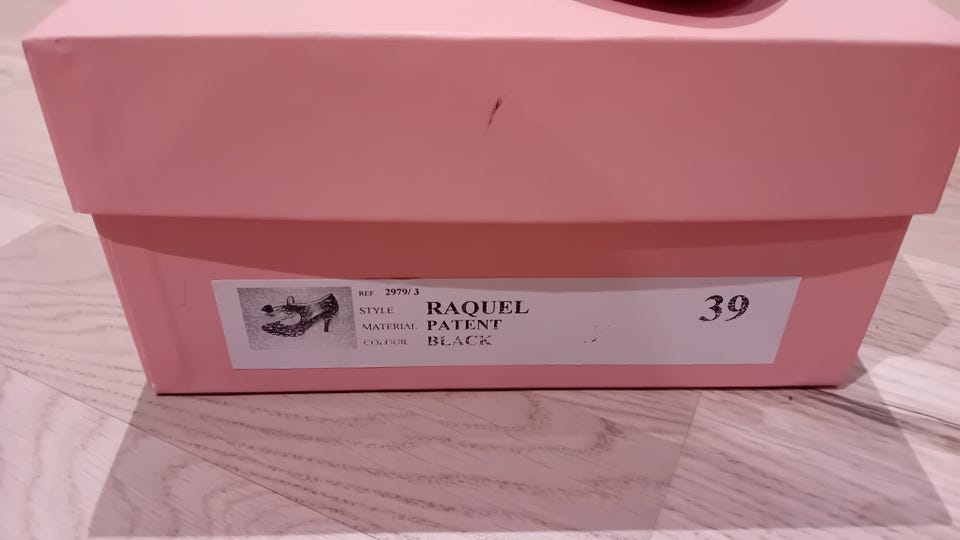 REF 2979/3
STYLE RAQUEL
MATERIAL PATENT
COLOUR BLACK
39